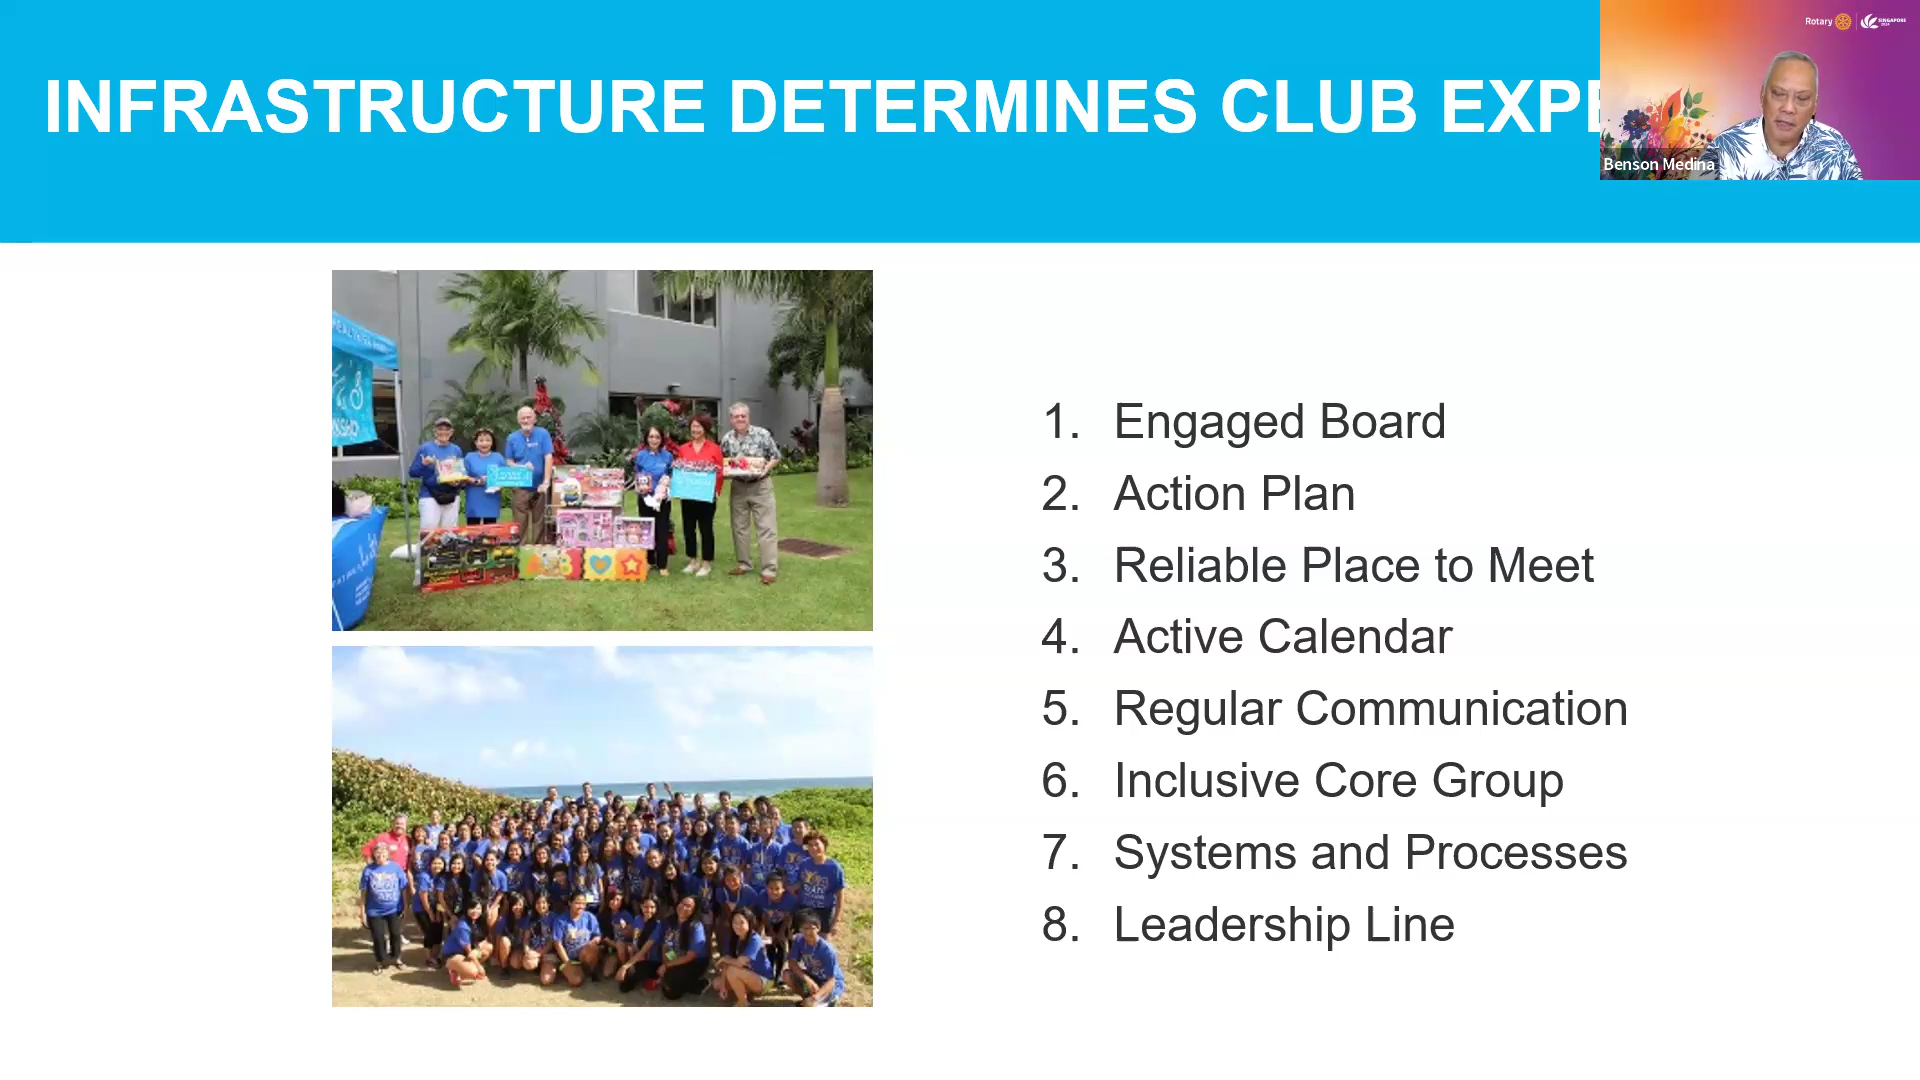 INFRASTRUCTURE DETERMINES CLUB EXPE
Rotary
SINGAPORE
Benson Medina
1. Engaged Board
2. Action Plan
3. Reliable Place to Meet
4. Active Calendar
5. Regular Communication
6. Inclusive Core Group
7. Systems and Processes
8. Leadership Line